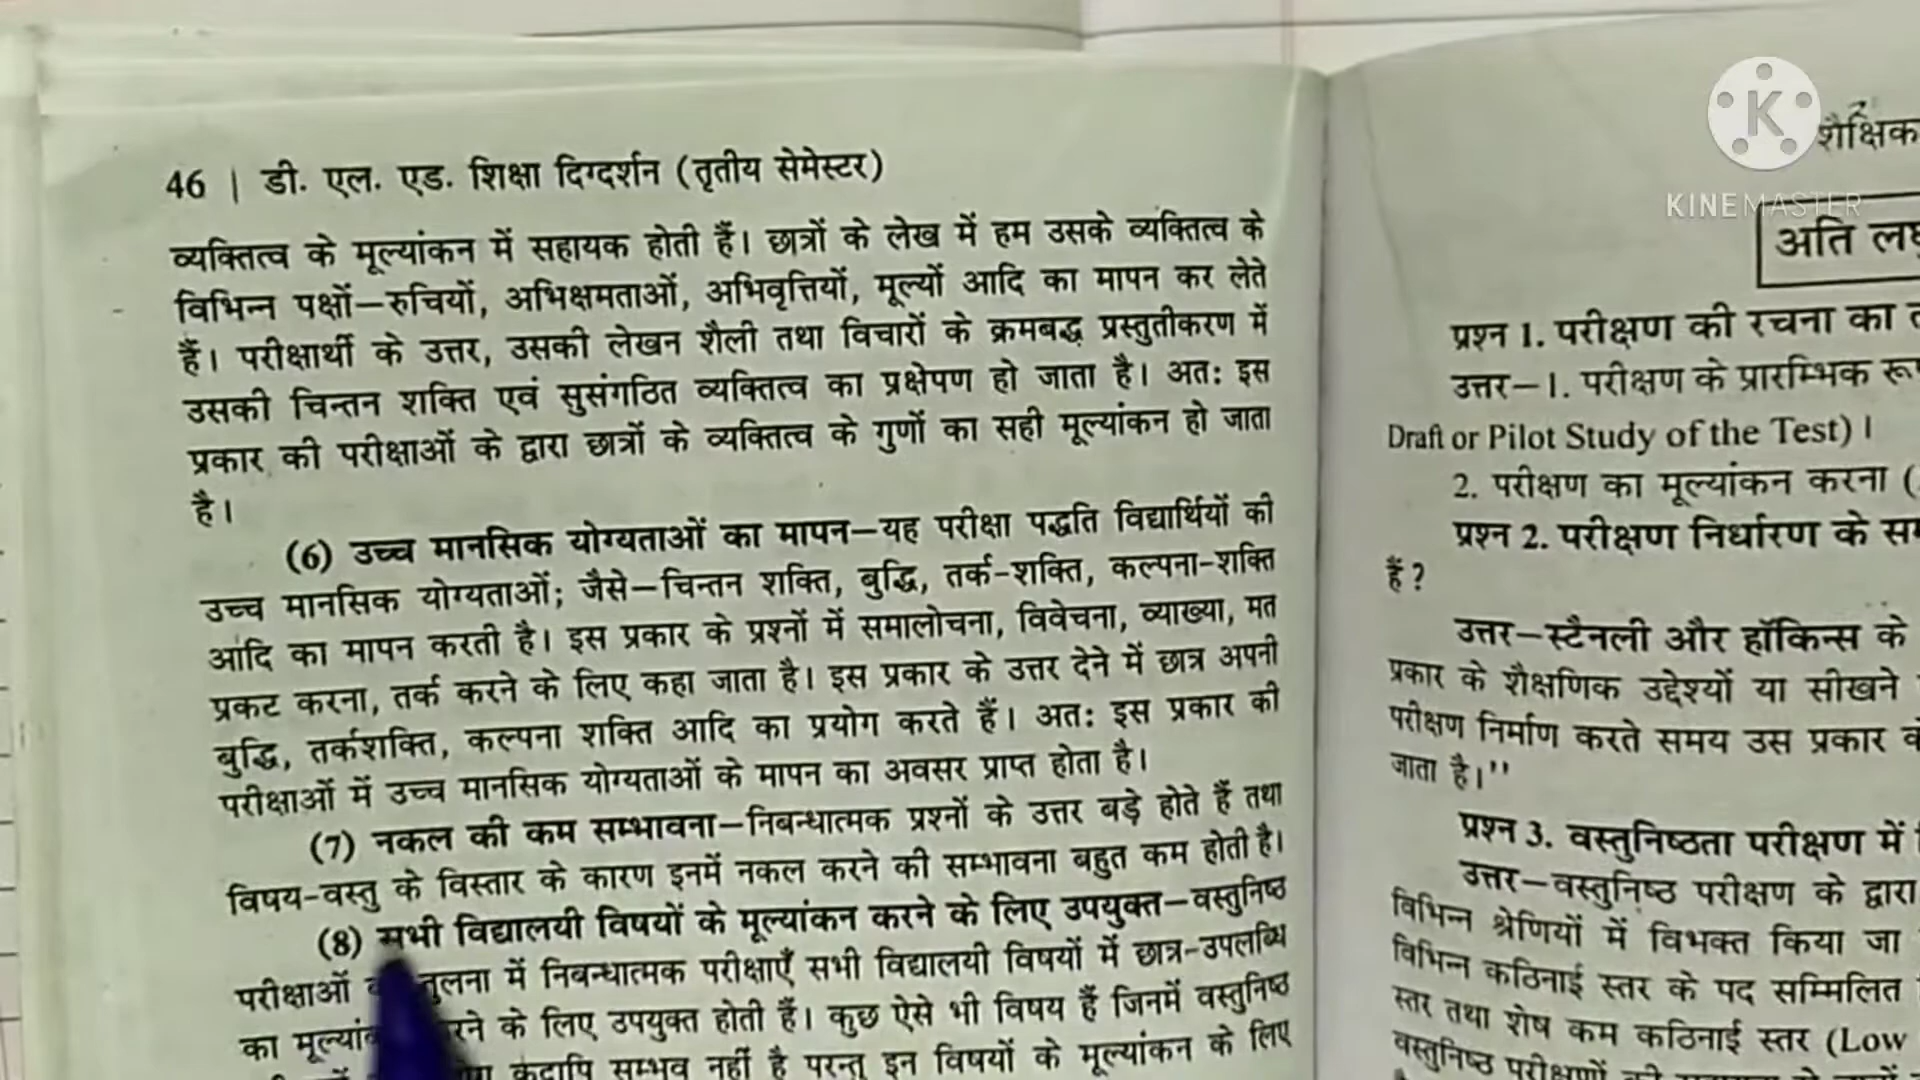 46 | डी. एल. एड. शिक्षा दिग्दर्शन (तृतीय सेमेस्टर)
व्यक्तित्व के मूल्यांकन में सहायक होती हैं। छात्रों के लेख में हम उसके व्यक्तित्व के
विभिन्न पक्षों—रुचियों, अभिक्षमताओं, अभिवृत्तियों, मूल्यों आदि का मापन कर लेते
हैं। परीक्षार्थी के उत्तर, उसकी लेखन शैली तथा विचारों के क्रमबद्ध प्रस्तुतीकरण में
उसकी चिन्तन शक्ति एवं सुसंगठित व्यक्तित्व का प्रक्षेपण हो जाता है। अतः इस
प्रकार की परीक्षाओं के द्वारा छात्रों के व्यक्तित्व के गुणों का सही मूल्यांकन हो जाता
है।
(6) उच्च मानसिक योग्यताओं का मापन—यह परीक्षा पद्धति विद्यार्थियों की
उच्च मानसिक योग्यताओं; जैसे—चिन्तन शक्ति, बुद्धि, तर्क-शक्ति, कल्पना-शक्ति
आदि का मापन करती है। इस प्रकार के प्रश्नों में समालोचना, विवेचना, व्याख्या, मत
प्रकट करना, तर्क करने के लिए कहा जाता है। इस प्रकार के उत्तर देने में छात्र अपनी
बुद्धि, तर्कशक्ति, कल्पना शक्ति आदि का प्रयोग करते हैं। अतः इस प्रकार की
परीक्षाओं में उच्च मानसिक योग्यताओं के मापन का अवसर प्राप्त होता है।
(7) नकल की कम सम्भावना—निबन्धात्मक प्रश्नों के उत्तर बड़े होते हैं तथा
विषय-वस्तु के विस्तार के कारण इनमें नकल करने की सम्भावना बहुत कम होती है।
(8) सभी विद्यालयी विषयों के मूल्यांकन करने के लिए उपयुक्त—वस्तुनिष्ठ
परीक्षाओं तुलना में निबन्धात्मक परीक्षाएँ सभी विद्यालयी विषयों में छात्र-उपलब्धि
का के लिए उपयुक्त होती हैं। कुछ ऐसे भी विषय हैं जिनमें वस्तुनिष्ठ
कदापि सम्भव नहीं है परन्तु इन विषयों के मूल्यांकन के लिए
K
KINEMASTER
शैक्षिक
अति
प्रश्न 1. परीक्षण की रचना का
उत्तर—1. परीक्षण के प्रारम्भिक
Draft or Pilot Study of the Test)।
2. परीक्षण का मूल्यांकन करना (
प्रश्न 2. परीक्षण निर्धारण के
हैं?
उत्तर—स्टैनली और हॉकिन्स के
प्रकार के शैक्षणिक उद्देश्यों या सीखने
परीक्षण निर्माण करते समय उस प्रकार
जाता है।''
प्रश्न 3. वस्तुनिष्ठता परीक्षण में
उत्तर—वस्तुनिष्ठ परीक्षण के द्वारा
विभिन्न श्रेणियों में विभक्त किया जा
विभिन्न कठिनाई स्तर के पद सम्मिलित
स्तर तथा शेष कम कठिनाई स्तर (Low
वस्तुनिष्ठ परीक्षणों की